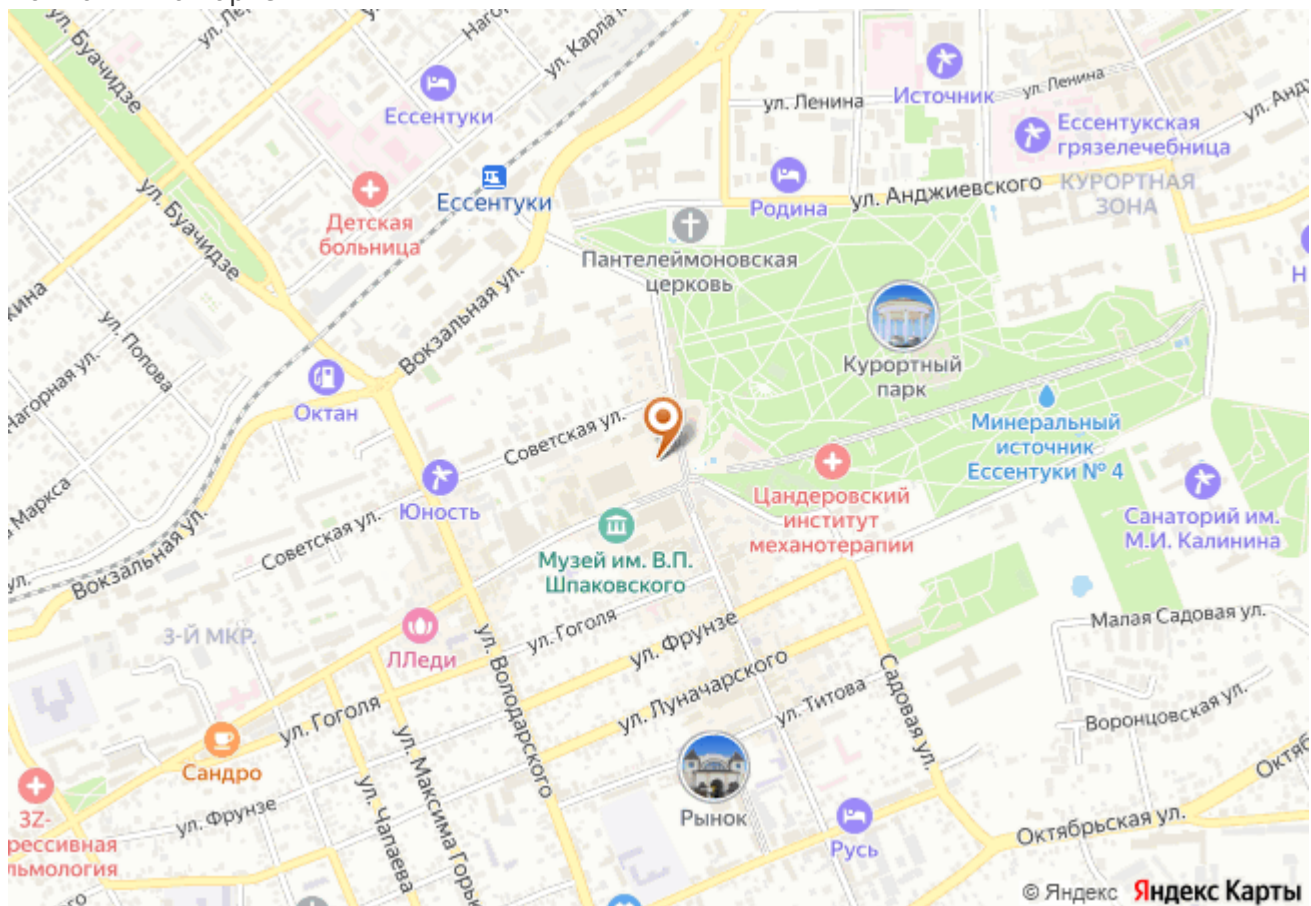 ул. Буачидзе
ул. Карла
ул. Ленина
Источник
ул. Ленина
Ессентуки
Ессентукская
грязелечебница
Ессентуки
Детская
больница
Родина
ул. Анджиевского
КУРОРТНАЯ
ЗОНА
ул. Буачидзе
Пантелеймоновская
церковь
Вокзальная ул.
ул. Попова
Нагорная ул.
Октан
Курортный
парк
Советская ул.
Минеральный
источник
Ессентуки № 4
Юность
Цандеровский
институт
механотерапии
Санаторий им.
М.И. Калинина
Советская ул.
Маркса
Вокзальная ул.
Музей им. В.П.
Шпаковского
3-Й МКР.
ЛЛеди
ул. Гоголя
ул. Фрунзе
Малая Садовая ул.
ул. Володарского
ул. Луначарского
ул. Титова
Садовая ул.
Воронцовская ул.
ул. Гоголя
Сандро
ул. Максима Горь
Рынок
3Z-
рессивная
льмология
ул. Фрунзе
ул. Чапаева
Русь
Октябрьская ул.
© Яндекс Яндекс Карты